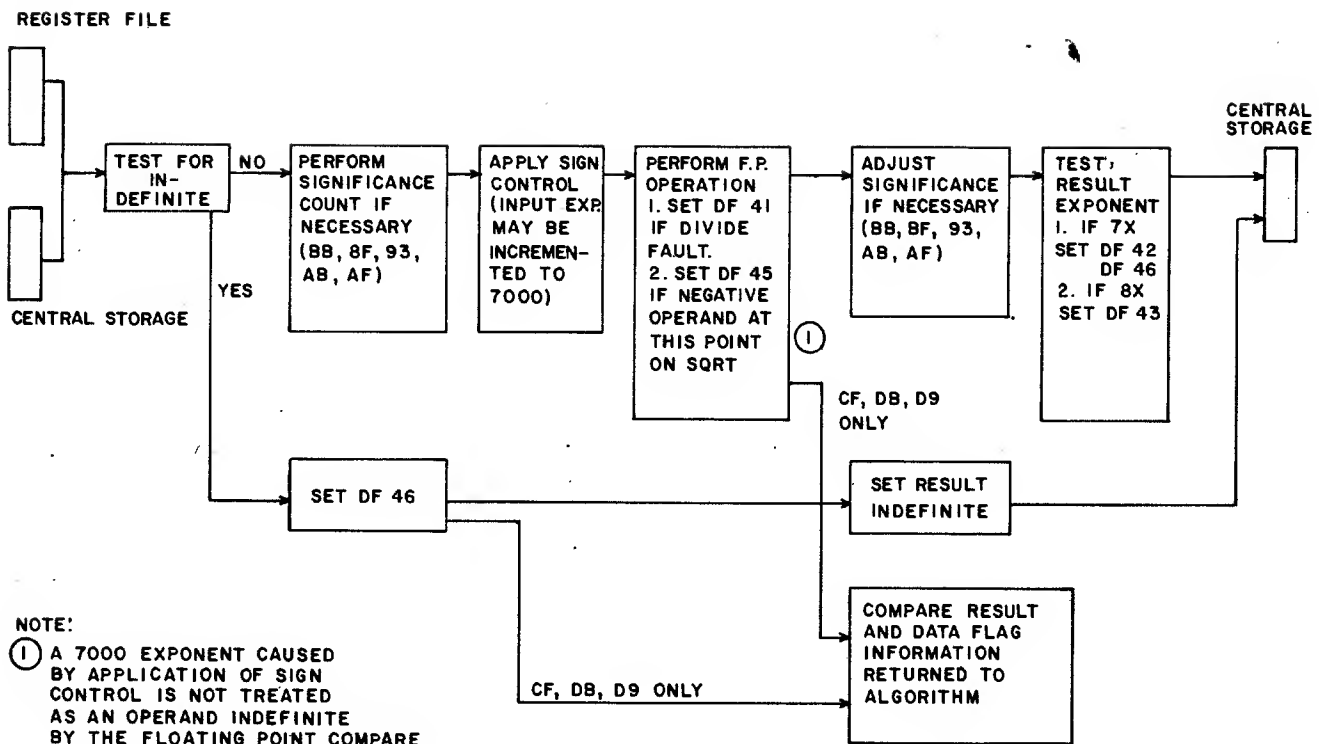 REGISTER FILE
CENTRAL STORAGE
TEST FOR
IN-
DEFINITE
NO
YES
PERFORM
SIGNIFICANCE
COUNT IF
NECESSARY
(BB, 8F, 93,
AB, AF)
APPLY SIGN
CONTROL
(INPUT EXP.
MAY BE
INCREMEN-
TED TO
7000)
PERFORM F.P.
OPERATION
1. SET DF 41
IF DIVIDE
FAULT.
2. SET DF 45
IF NEGATIVE
OPERAND AT
THIS POINT
ON SQRT
1
ADJUST
SIGNIFICANCE
IF NECESSARY
(BB, BF, 93,
AB, AF)
TEST,
RESULT
EXPONENT
1. IF 7X
SET DF 42
DF 46
2. IF 8X
SET DF 43
CENTRAL
STORAGE
CF, D8, D9
ONLY
SET DF 46
SET RESULT
INDEFINITE
CF, D8, D9 ONLY
COMPARE RESULT
AND DATA FLAG
INFORMATION
RETURNED TO
ALGORITHM
NOTE:
1 A 7000 EXPONENT CAUSED
BY APPLICATION OF SIGN
CONTROL IS NOT TREATED
AS AN OPERAND INDEFINITE
BY THE FLOATING POINT COMPARE